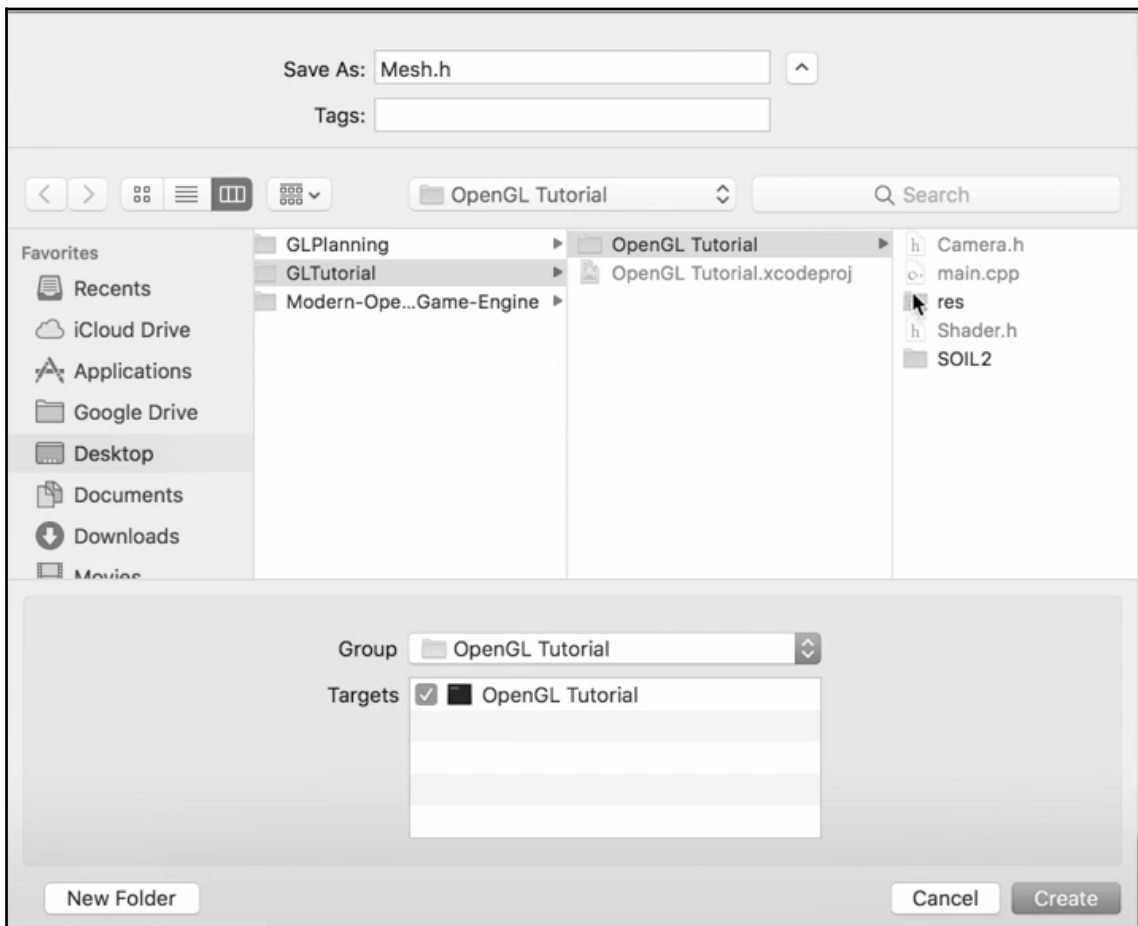 Save As: Mesh.h
Tags:
OpenGL Tutorial
Search
Favorites
Recents
iCloud Drive
Applications
Google Drive
Desktop
Documents
Downloads
Movies
GLPlanning
GLTutorial
Modern-Ope...Game-Engine
OpenGL Tutorial
OpenGL Tutorial.xcodeproj
Camera.h
main.cpp
res
Shader.h
SOIL2
Group OpenGL Tutorial
Targets OpenGL Tutorial
New Folder
Cancel
Create